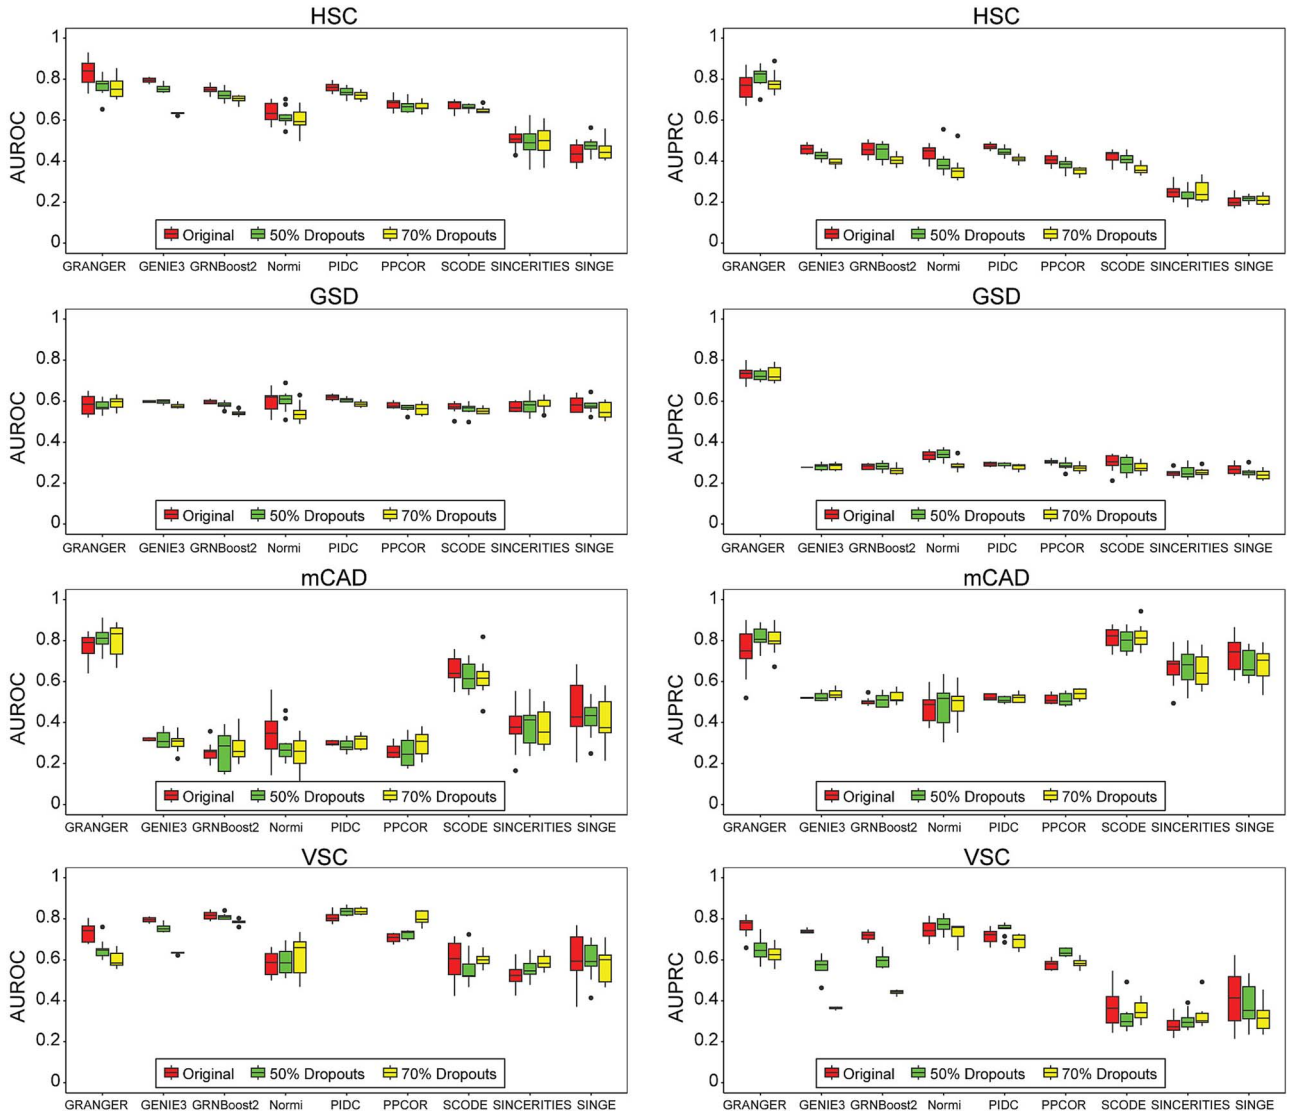 HSC
1
0.8
0.6
0.4
0.2
0
AUROC
Original 50% Dropouts 70% Dropouts
GRANGER GENIE3 GRNBoost2 Normi PIDC PPCOR SCODE SINCERITIES SINGE
HSC
1
0.8
0.6
0.4
0.2
0
AUPRC
Original 50% Dropouts 70% Dropouts
GRANGER GENIE3 GRNBoost2 Normi PIDC PPCOR SCODE SINCERITIES SINGE
GSD
1
0.8
0.6
0.4
0.2
0
AUROC
Original 50% Dropouts 70% Dropouts
GRANGER GENIE3 GRNBoost2 Normi PIDC PPCOR SCODE SINCERITIES SINGE
GSD
1
0.8
0.6
0.4
0.2
0
AUPRC
Original 50% Dropouts 70% Dropouts
GRANGER GENIE3 GRNBoost2 Normi PIDC PPCOR SCODE SINCERITIES SINGE
mCAD
1
0.8
0.6
0.4
0.2
0
AUROC
Original 50% Dropouts 70% Dropouts
GRANGER GENIE3 GRNBoost2 Normi PIDC PPCOR SCODE SINCERITIES SINGE
mCAD
1
0.8
0.6
0.4
0.2
0
AUPRC
Original 50% Dropouts 70% Dropouts
GRANGER GENIE3 GRNBoost2 Normi PIDC PPCOR SCODE SINCERITIES SINGE
VSC
1
0.8
0.6
0.4
0.2
0
AUROC
Original 50% Dropouts 70% Dropouts
GRANGER GENIE3 GRNBoost2 Normi PIDC PPCOR SCODE SINCERITIES SINGE
VSC
1
0.8
0.6
0.4
0.2
0
AUPRC
Original 50% Dropouts 70% Dropouts
GRANGER GENIE3 GRNBoost2 Normi PIDC PPCOR SCODE SINCERITIES SINGE